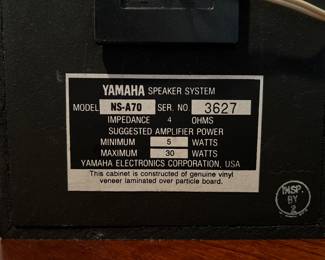 YAMAHA SPEAKER SYSTEM
MODEL NS-A70 SER. NO. 3627
IMPEDANCE 4 OHMS
SUGGESTED AMPLIFIER POWER
MINIMUM 5 WATTS
MAXIMUM 30 WATTS
YAMAHA ELECTRONICS CORPORATION, USA
This cabinet is constructed of genuine vinyl
veneer laminated over particle board.
INSP.
BY
2